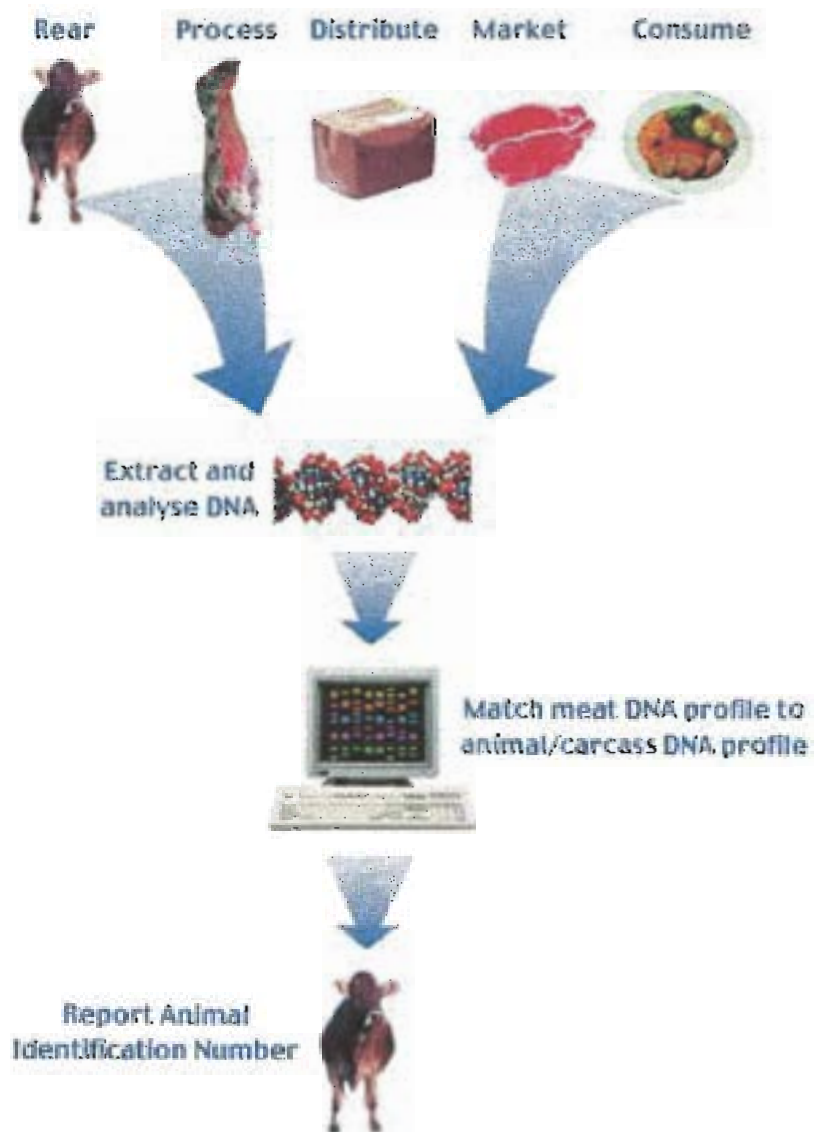 Rear Process Distribute Market Consume
Extract and
analyse DNA
Match meat DNA profile to
animal/carcass DNA profile
Report Animal
Identification Number